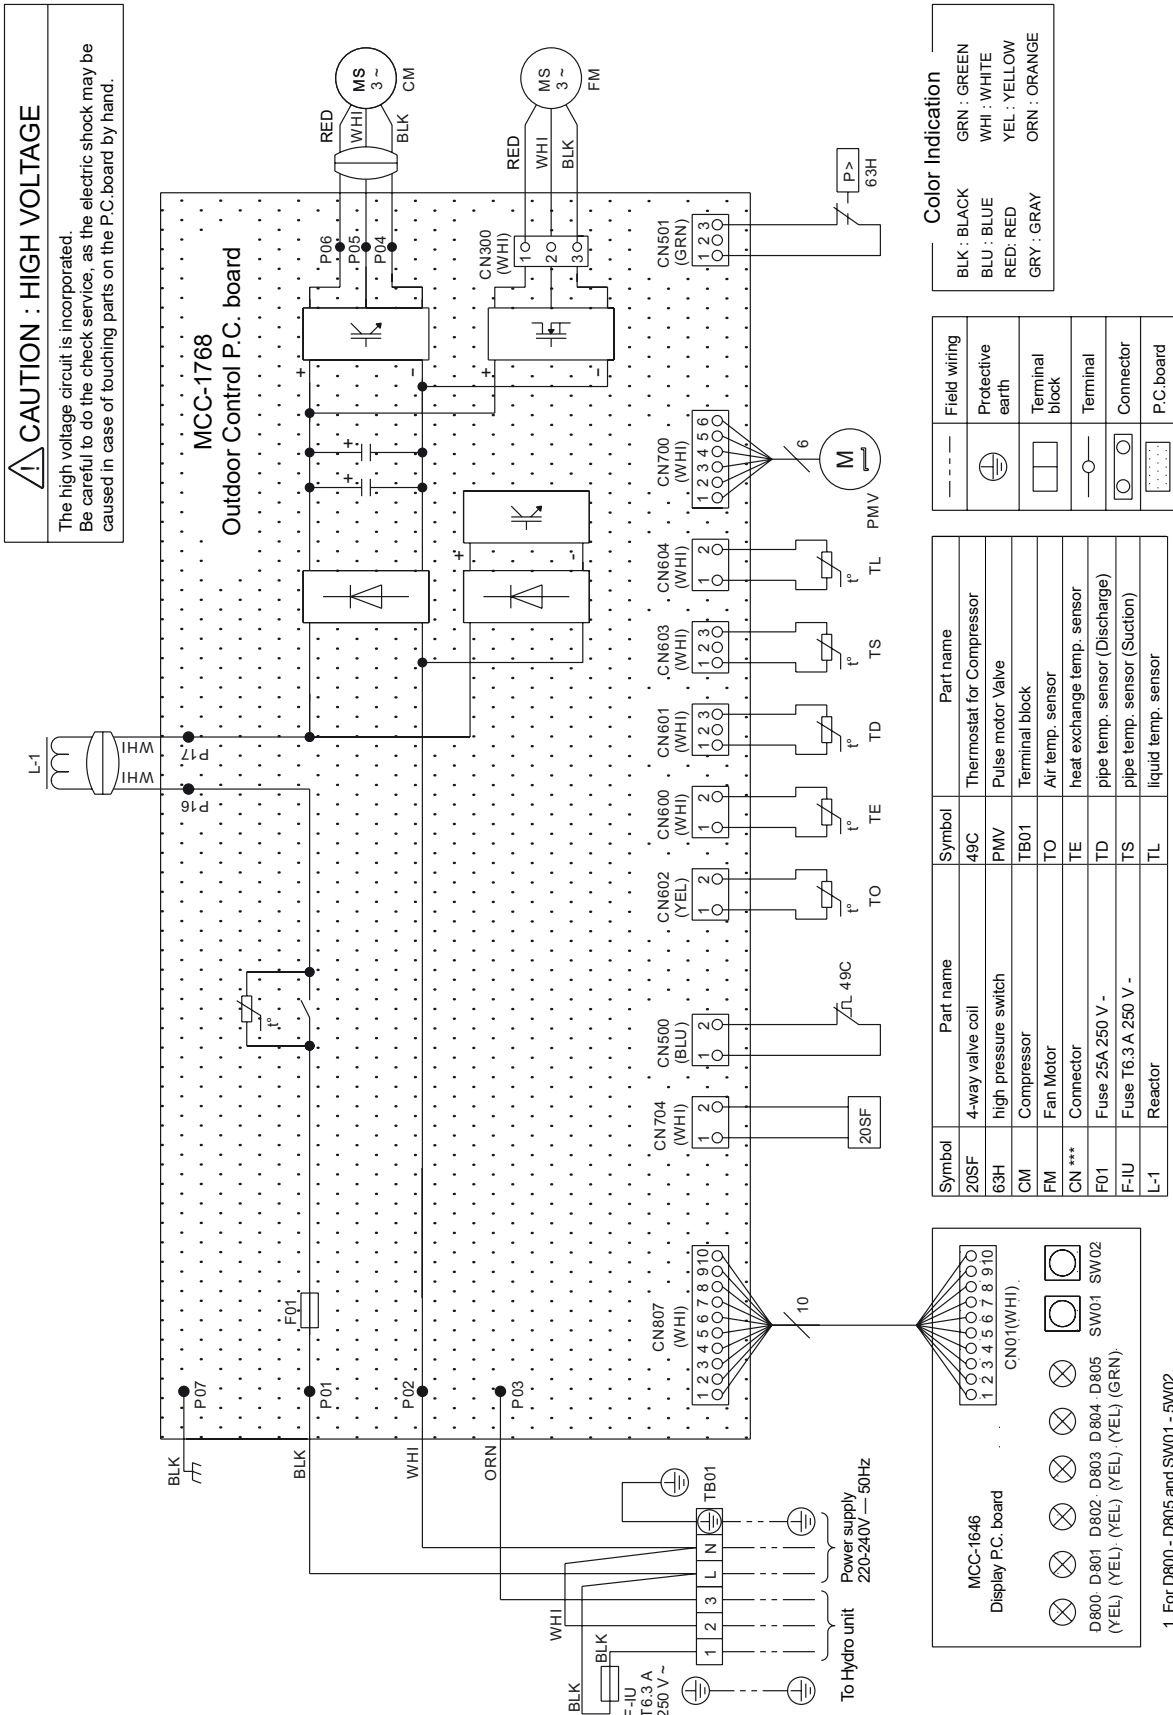 CAUTION : HIGH VOLTAGE
The high voltage circuit is incorporated.
Be careful to do the check service, as the electric shock may be
caused in case of touching parts on the P.C.board by hand.
MCC-1768
Outdoor Control P.C. board
L-1
WHI
WHI
P16
P17
MS
3 ~
CM
RED
WHI
BLK
P06
P05
P04
MS
3 ~
FM
RED
WHI
BLK
CN300
(WHI)
1
2
3
+
-
+
-
+
+
+
-
t°
F01
BLK
P07
BLK
P01
WHI
P02
ORN
P03
CN807
(WHI)
1 2 3 4 5 6 7 8 9 10
10
CN704
(WHI)
1 2
20SF
CN500
(BLU)
1 2
49C
CN602
(YEL)
1 2
t°
TO
CN600
(WHI)
1 2
t°
TE
CN601
(WHI)
1 2 3
t°
TD
CN603
(WHI)
1 2 3
t°
TS
CN604
(WHI)
1 2
t°
TL
CN700
(WHI)
1 2 3 4 5 6
6
M
PMV
CN501
(GRN)
1 2 3
P>
63H
WHI
BLK
BLK
F-IU
T6.3 A
250 V ~
1 2 3 L N
TB01
To Hydro unit
Power supply
220-240V — 50Hz
MCC-1646
Display P.C. board
1 2 3 4 5 6 7 8 9 10
CN01(WHI)
D800 D801 D802 D803 D804 D805
(YEL) (YEL) (YEL) (YEL) (YEL) (GRN)
SW01 SW02
1. For D800 - D805 and SW01 - 5W02
Symbol Part name Symbol Part name
20SF 4-way valve coil 49C Thermostat for Compressor
63H high pressure switch PMV Pulse motor Valve
CM Compressor TB01 Terminal block
FM Fan Motor TO Air temp. sensor
CN *** Connector TE heat exchange temp. sensor
F01 Fuse 25A 250 V - TD pipe temp. sensor (Discharge)
F-IU Fuse T6.3 A 250 V - TS pipe temp. sensor (Suction)
L-1 Reactor TL liquid temp. sensor
Field wiring
Protective
earth
Terminal
block
Terminal
Connector
P.C.board
Color Indication
BLK : BLACK GRN : GREEN
BLU : BLUE WHI : WHITE
RED: RED YEL : YELLOW
GRY : GRAY ORN : ORANGE